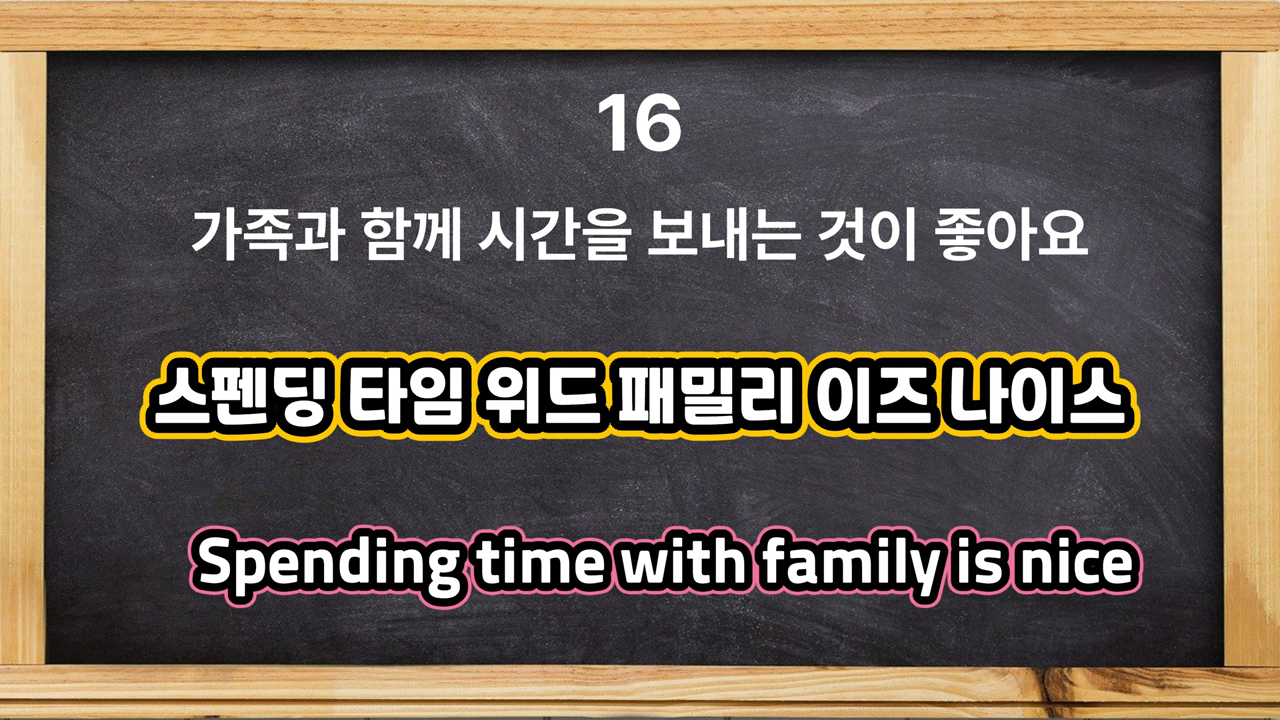 16
가족과 함께 시간을 보내는 것이 좋아요
스펜딩 타임 위드 패밀리 이즈 나이스
Spending time with family is nice